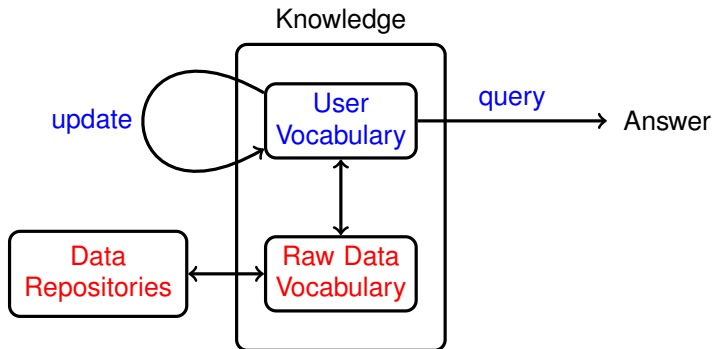 Knowledge
User
Vocabulary
update
query
Answer
Data
Repositories
Raw Data
Vocabulary